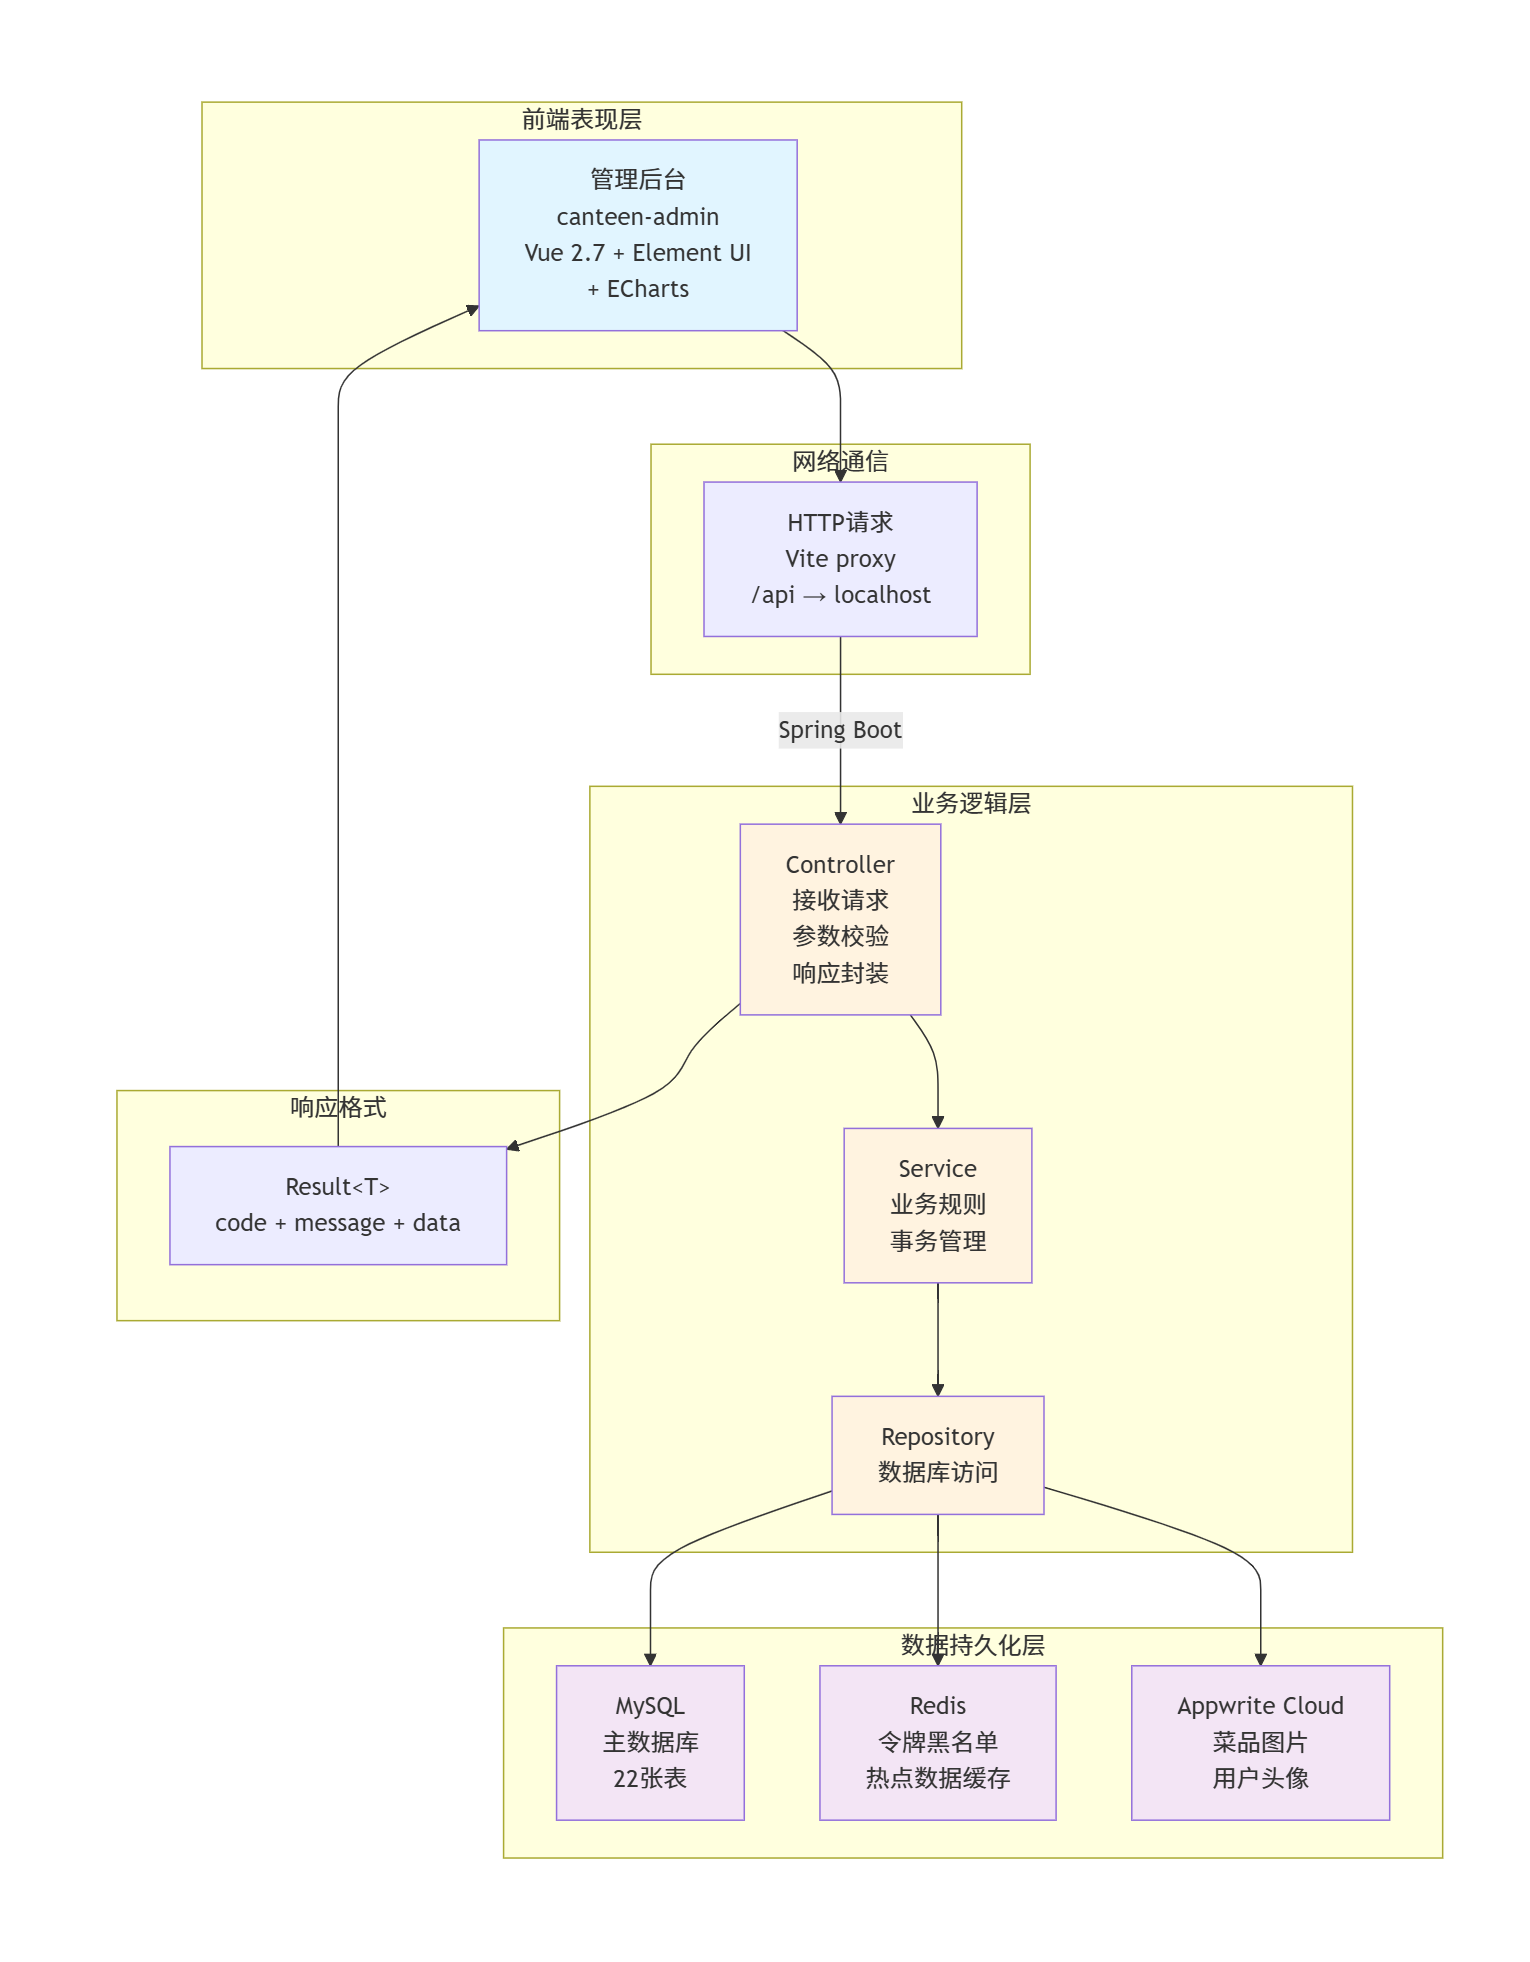 前端表现层
管理后台
canteen-admin
Vue 2.7 + Element UI
+ ECharts
网络通信
HTTP请求
Vite proxy
/api → localhost
Spring Boot
业务逻辑层
Controller
接收请求
参数校验
响应封装
响应格式
Result<T>
code + message + data
Service
业务规则
事务管理
Repository
数据库访问
数据持久化层
MySQL
主数据库
22张表
Redis
令牌黑名单
热点数据缓存
Appwrite Cloud
菜品图片
用户头像